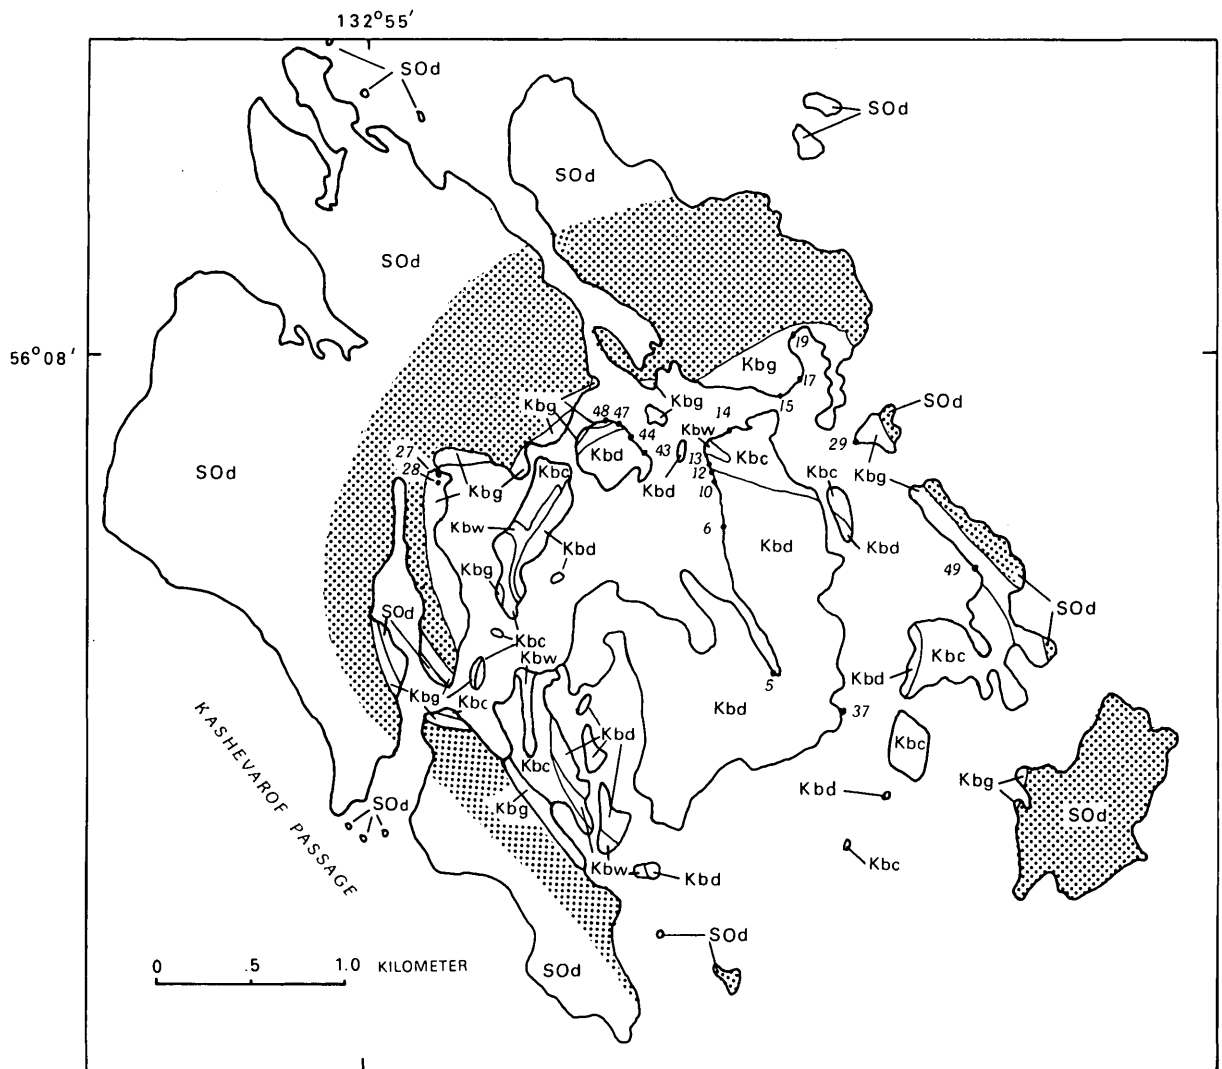 132°55′
SOd
SOd
SOd
SOd
56°08′
19
Kbg
17
15
SOd
Kbg
48
47
Kbg
14
Kbw
44
29
Kbd
43
Kbc
27
28
SOd
Kbg
Kbc
Kbd
13
12
10
Kbc
Kbg
Kbw
Kbd
6
Kbd
Kbd
Kbg
49
SOd
SOd
Kbc
Kbw
Kbc
Kbd
5
Kbg
Kbc
Kbd
37
Kbd
Kbc
Kbc
Kbd
Kbg
SOd
Kbg
Kbd
SOd
KASHEVAROF PASSAGE
Kbw
Kbd
Kbc
SOd
0 .5 1.0 KILOMETER
SOd